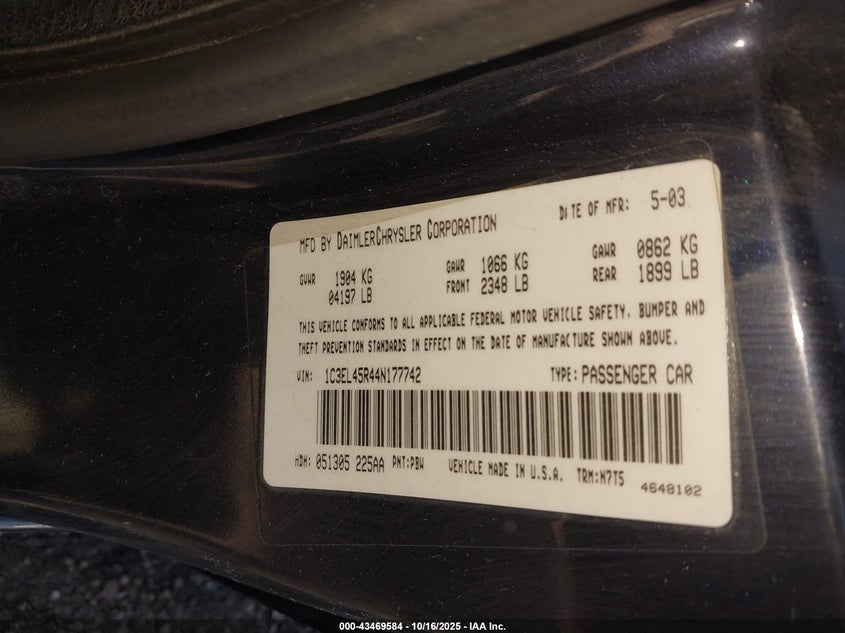 MFD BY DAIMLERCHRYSLER CORPORATION DATE OF MFR: 5-03
GVWR 1904 KG GAWR 1066 KG GAWR 0862 KG
04197 LB FRONT 2348 LB REAR 1899 LB
THIS VEHICLE CONFORMS TO ALL APPLICABLE FEDERAL MOTOR VEHICLE SAFETY, BUMPER AND
THEFT PREVENTION STANDARDS IN EFFECT ON THE DATE OF MANUFACTURE SHOWN ABOVE.
VIN: 1C3EL45R44N177742 TYPE: PASSENGER CAR
MDH: 051305 225AA PNT:PBW VEHICLE MADE IN U.S.A. TRM:N7T5
4648102
000-43469584 - 10/16/2025 - IAA Inc.